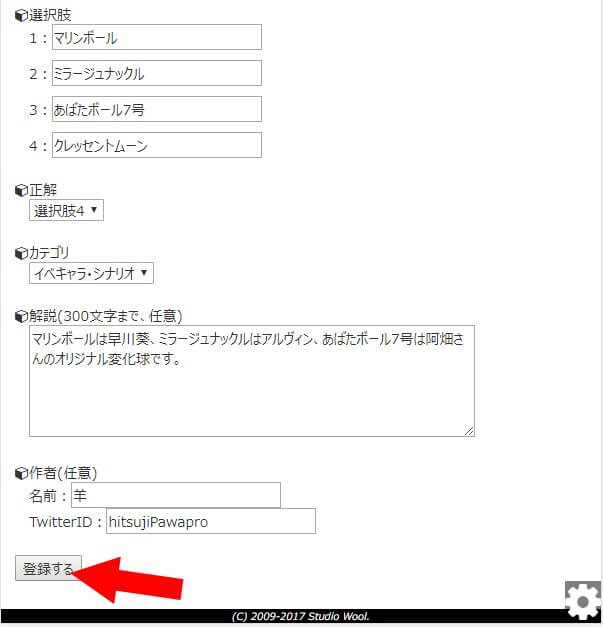 選択肢
1：マリンボール
2：ミラージュナックル
3：あばたボール7号
4：クレッセントムーン
正解
選択肢4
カテゴリ
イベキャラ・シナリオ
解説(300文字まで、任意)
マリンボールは早川葵、ミラージュナックルはアルヴィン、あばたボール7号は阿畑さ
んのオリジナル変化球です。
作者(任意)
名前：羊
TwitterID：hitsujiPawapro
登録する
(C) 2009-2017 Studio Wool.